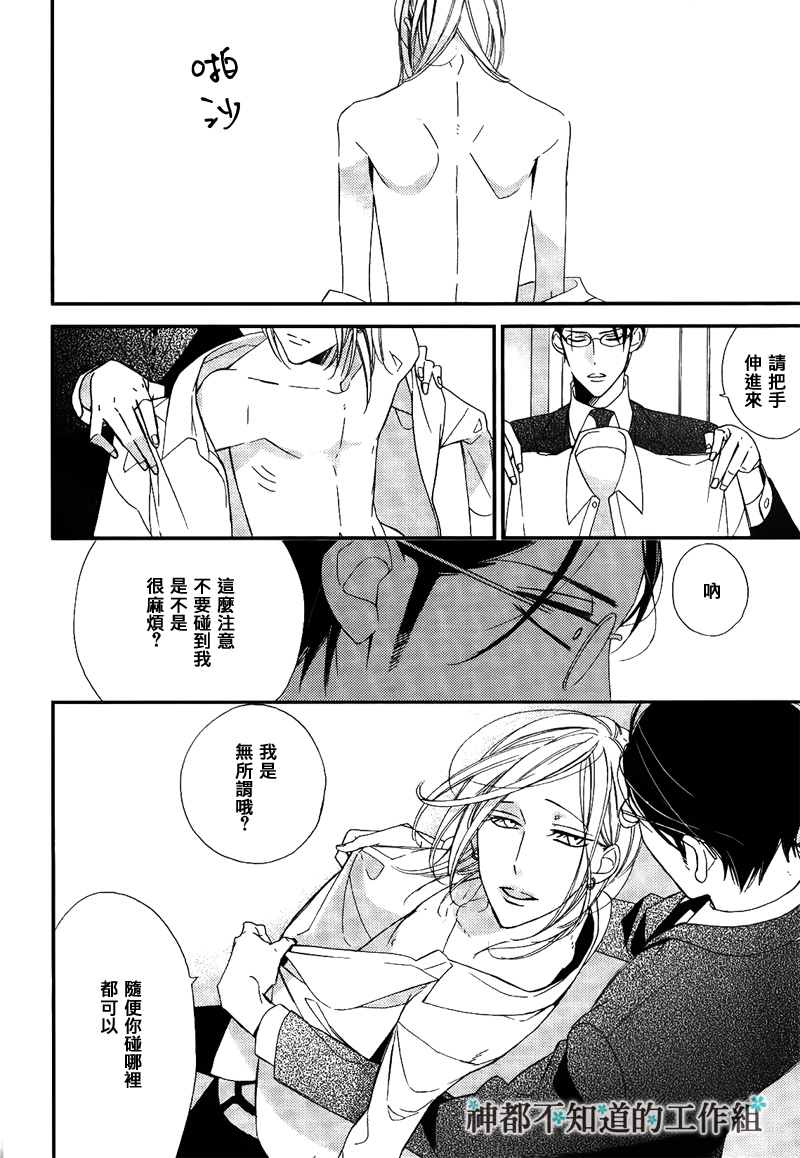 啪
沙
請把手
伸進來
吶
這麼注意
不要碰到我
是不是
很麻煩？
我是
無所謂哦？
隨便你碰哪裡
都可以
神都不知道的工作組